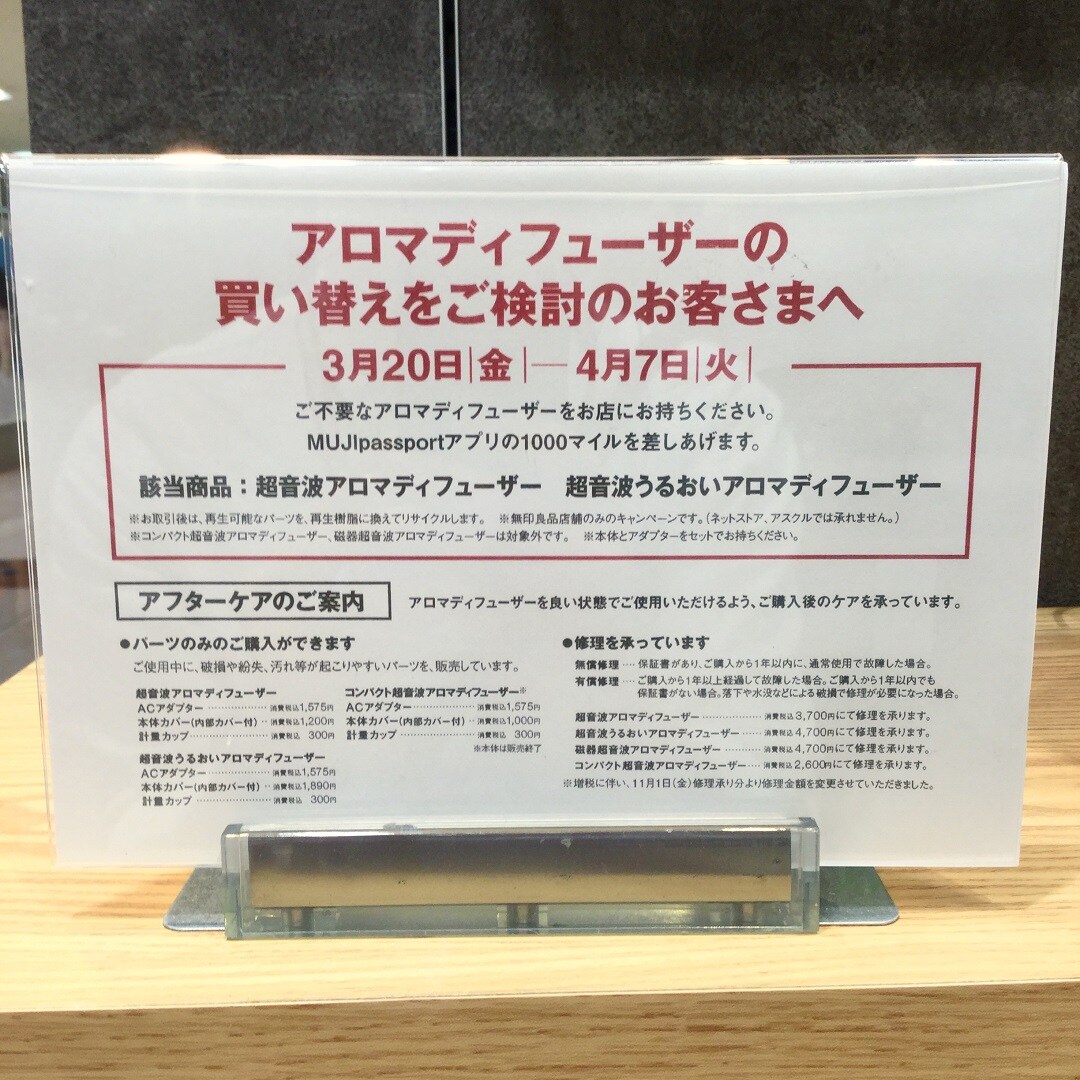 アロマディフューザーの
買い替えをご検討のお客さまへ
3月20日|金|—4月7日|火|
ご不要なアロマディフューザーをお店にお持ちください。
MUJIpassportアプリの1000マイルを差しあげます。
該当商品：超音波アロマディフューザー　超音波うるおいアロマディフューザー
※お取引後は、再生可能なパーツを、再生樹脂に換えてリサイクルします。　※無印良品店舗のみのキャンペーンです。（ネットストア、アスクルでは承れません。）
※コンパクト超音波アロマディフューザー、磁器超音波アロマディフューザーは対象外です。　※本体とアダプターをセットでお持ちください。
アフターケアのご案内　アロマディフューザーを良い状態でご使用いただけるよう、ご購入後のケアを承っています。
●パーツのみのご購入ができます
ご使用中に、破損や紛失、汚れ等が起こりやすいパーツを、販売しています。
超音波アロマディフューザー
ACアダプター ………… 消費税込1,575円
本体カバー（内部カバー付）‥ 消費税込1,200円
計量カップ ………… 消費税込 300円
超音波うるおいアロマディフューザー
ACアダプター ………… 消費税込1,575円
本体カバー（内部カバー付）‥ 消費税込1,890円
計量カップ ………… 消費税込 300円
コンパクト超音波アロマディフューザー※
ACアダプター ………… 消費税込1,575円
本体カバー（内部カバー付）‥ 消費税込1,000円
計量カップ ………… 消費税込 300円
※本体は販売終了
●修理を承っています
無償修理 …‥ 保証書があり、ご購入から1年以内に、通常使用で故障した場合。
有償修理 …‥ ご購入から1年以上経過して故障した場合。ご購入から1年以内でも
保証書がない場合。落下や水没などによる破損で修理が必要になった場合。
超音波アロマディフューザー ………… 消費税込3,700円にて修理を承ります。
超音波うるおいアロマディフューザー …… 消費税込4,700円にて修理を承ります。
磁器超音波アロマディフューザー ……… 消費税込4,700円にて修理を承ります。
コンパクト超音波アロマディフューザー …‥ 消費税込2,600円にて修理を承ります。
※増税に伴い、11月1日（金）修理承り分より修理金額を変更させていただきました。